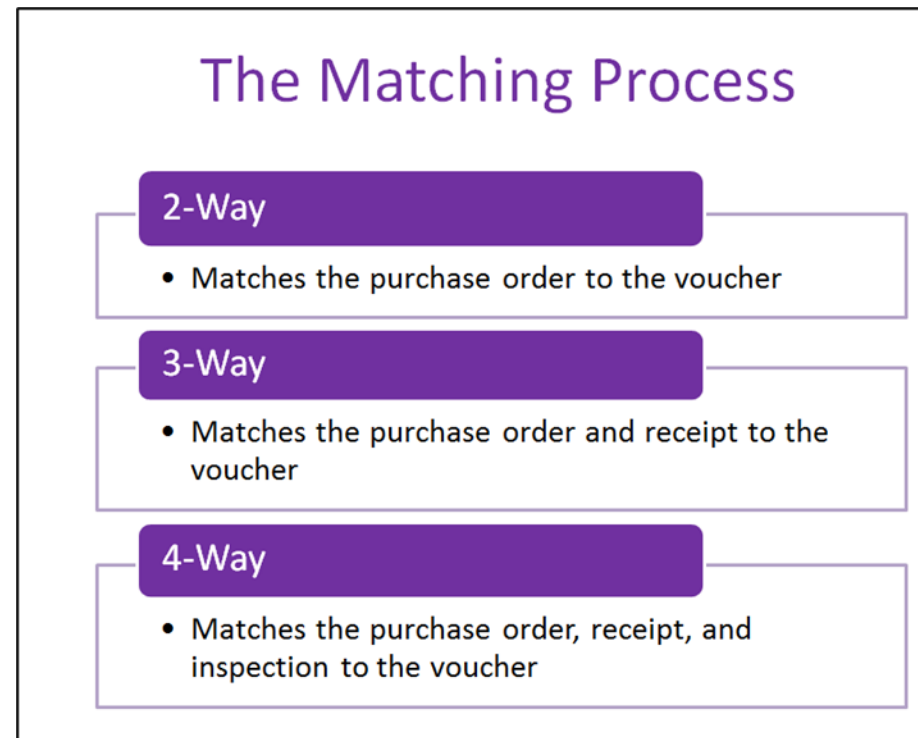 The Matching Process
2-Way
• Matches the purchase order to the voucher
3-Way
• Matches the purchase order and receipt to the
voucher
4-Way
• Matches the purchase order, receipt, and
inspection to the voucher